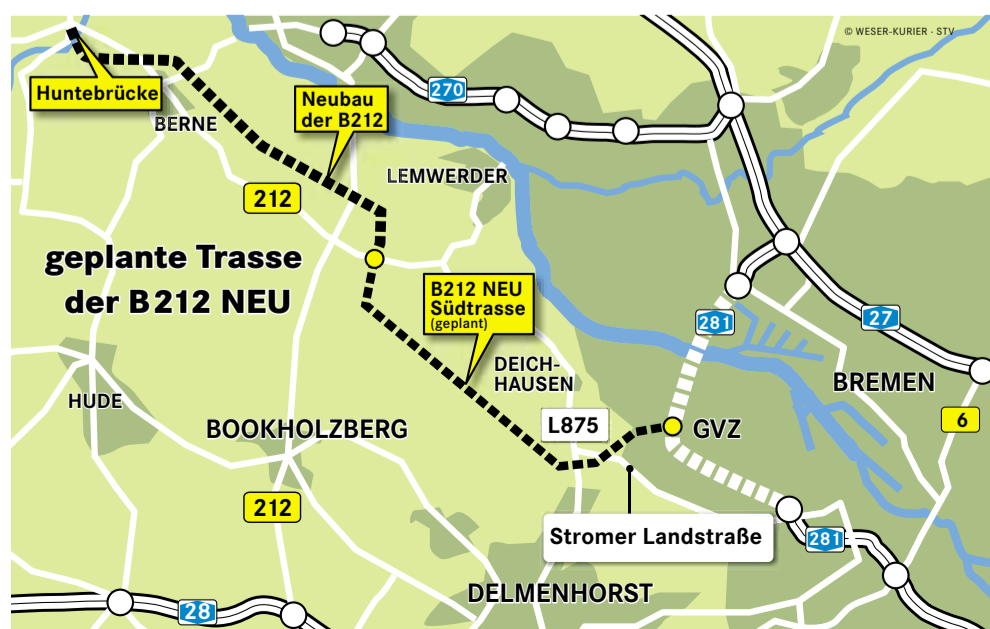 © WESER-KURIER - STV
270
Huntebrücke
Neubau
der B212
BERNE
LEMWERDER
212
geplante Trasse
der B212 NEU
B212 NEU
Südtrasse
(geplant)
281
27
DEICH-
HAUSEN
BREMEN
HUDE
L875
6
BOOKHOLZBERG
GVZ
212
Stromer Landstraße
281
DELMENHORST
28